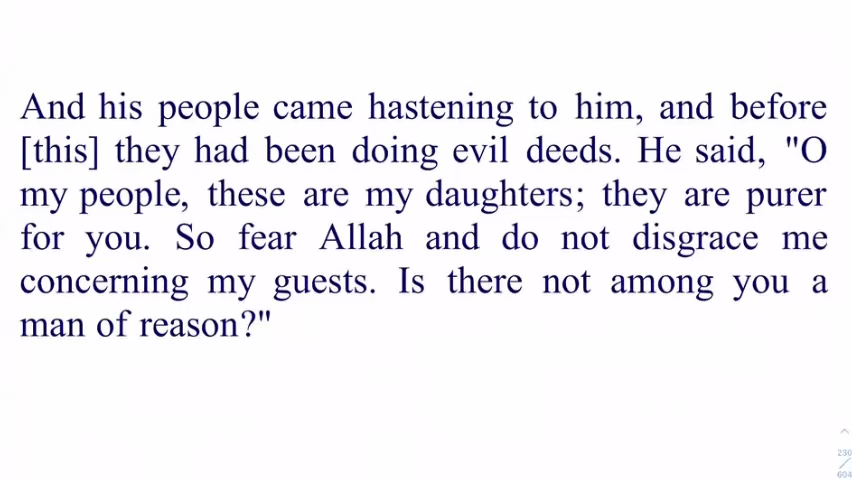 And his people came hastening to him, and before
[this] they had been doing evil deeds. He said, "O
my people, these are my daughters; they are purer
for you. So fear Allah and do not disgrace me
concerning my guests. Is there not among you a
man of reason?"
230
/
604